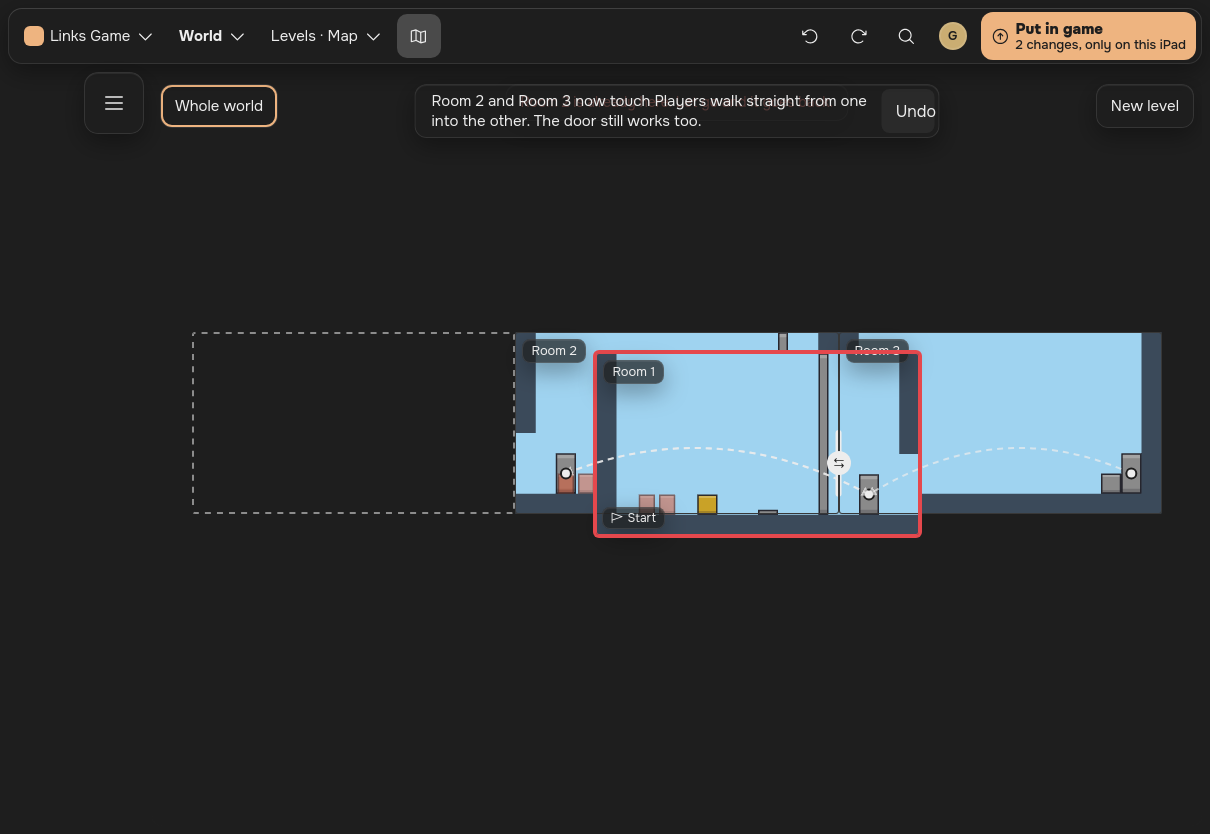 Links Game
World
Levels · Map
G
Put in game
2 changes, only on this iPad
Whole world
Room 2 and Room 3 now touch Players walk straight from one
into the other. The door still works too.
Undo
New level
Room 2
Room 3
Room 1
Start